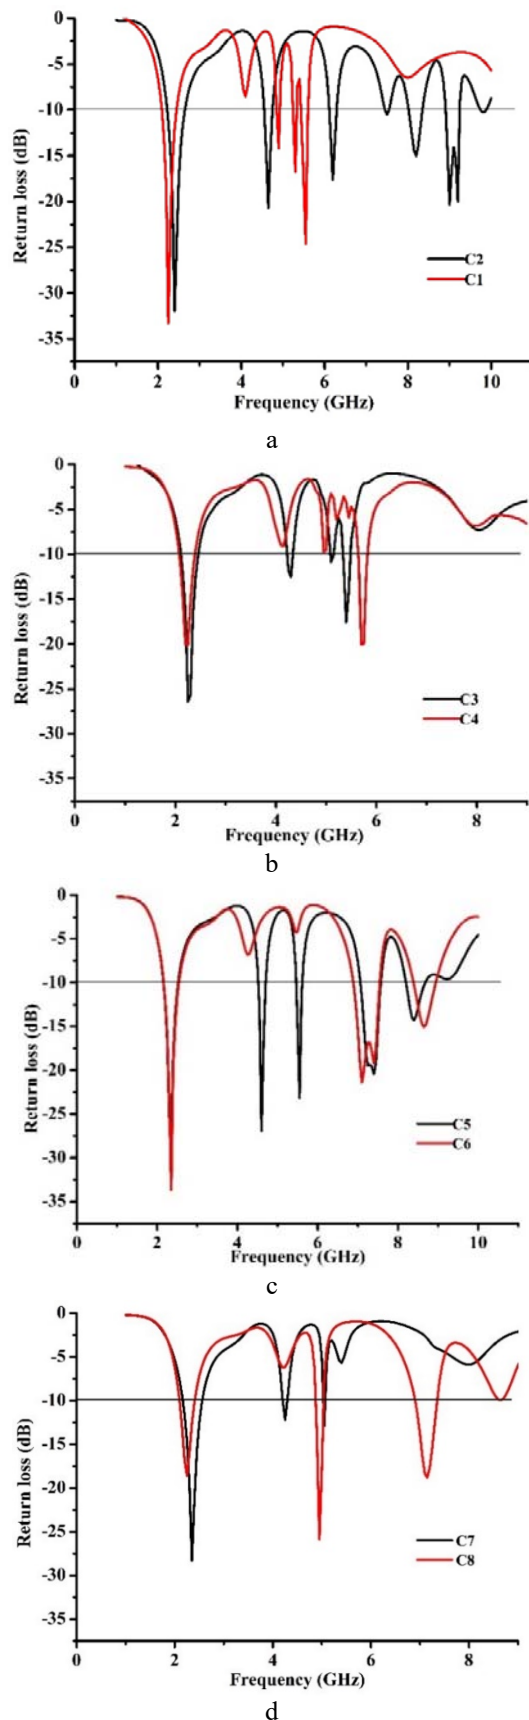 0
-5
-10
-15
-20
-25
-30
-35
Return loss (dB)
C2
C1
0 2 4 6 8 10
Frequency (GHz)
a
0
-5
-10
-15
-20
-25
-30
-35
Return loss (dB)
C3
C4
0 2 4 6 8
Frequency (GHz)
b
0
-5
-10
-15
-20
-25
-30
-35
Return loss (dB)
C5
C6
0 2 4 6 8 10
Frequency (GHz)
c
0
-5
-10
-15
-20
-25
-30
-35
Return loss (dB)
C7
C8
0 2 4 6 8
Frequency (GHz)
d